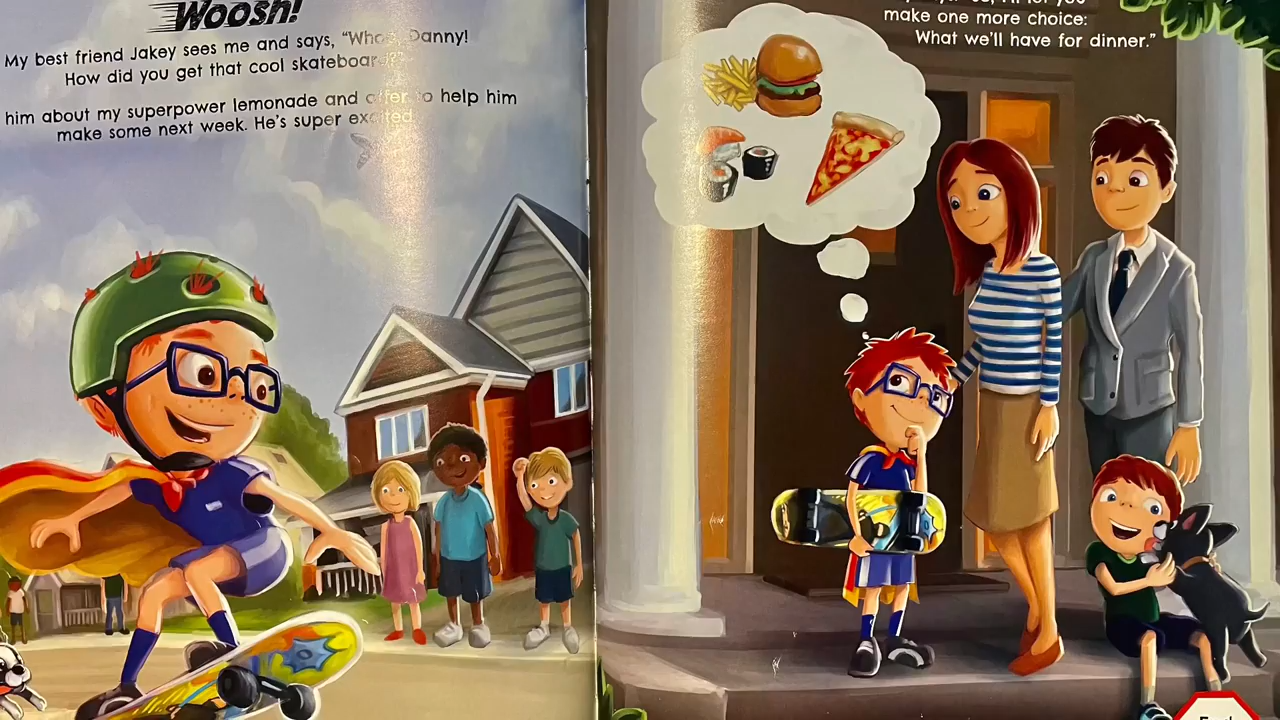 Woosh!
My best friend Jakey sees me and says, "Who Danny!
How did you get that cool skateboar
him about my superpower lemonade and offer to help him
make some next week. He's super excited.
make one more choice:
What we'll have for dinner."